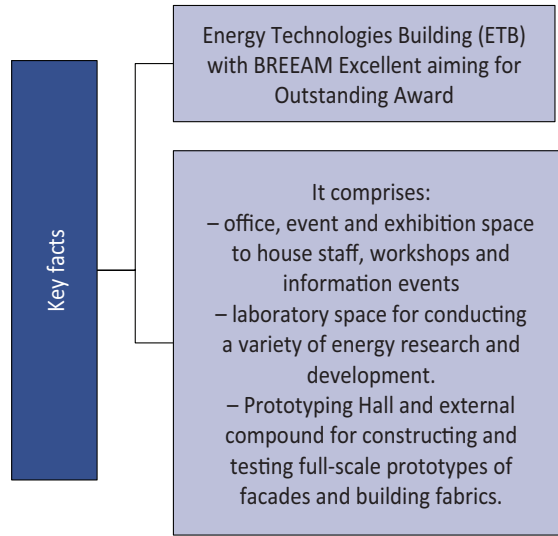 Key facts
Energy Technologies Building (ETB)
with BREEAM Excellent aiming for
Outstanding Award
It comprises:
– office, event and exhibition space
to house staff, workshops and
information events
– laboratory space for conducting
a variety of energy research and
development.
– Prototyping Hall and external
compound for constructing and
testing full-scale prototypes of
facades and building fabrics.